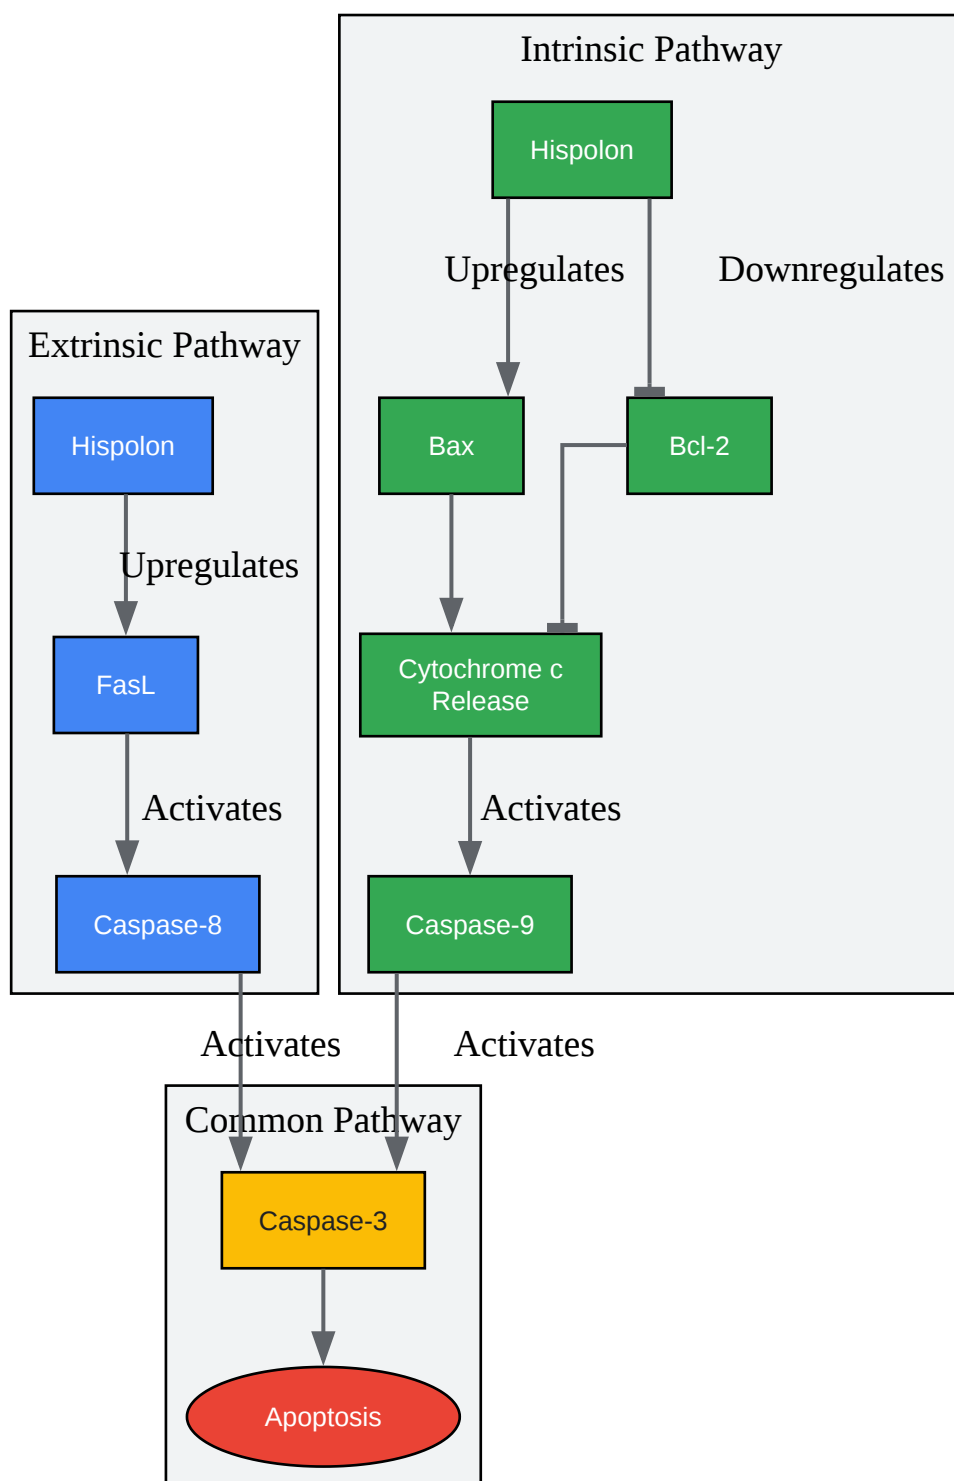 Intrinsic Pathway
Hispolon
Upregulates
Downregulates
Extrinsic Pathway
Hispolon
Bax
Bcl-2
Upregulates
FasL
Cytochrome c
Release
Activates
Activates
Caspase-8
Caspase-9
Activates
Activates
Common Pathway
Caspase-3
Apoptosis